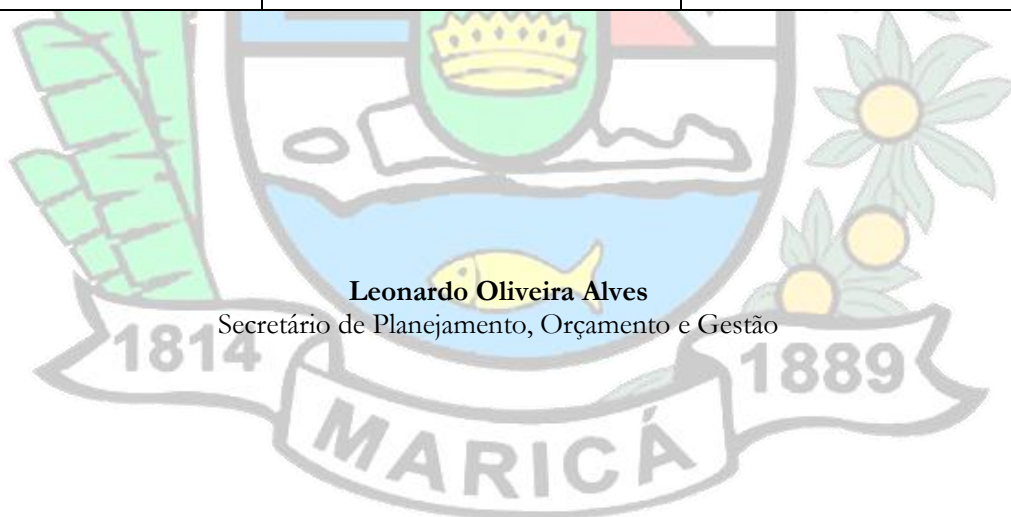 Leonardo Oliveira Alves
Secretário de Planejamento, Orçamento e Gestão
1814
1889
MARICÁ